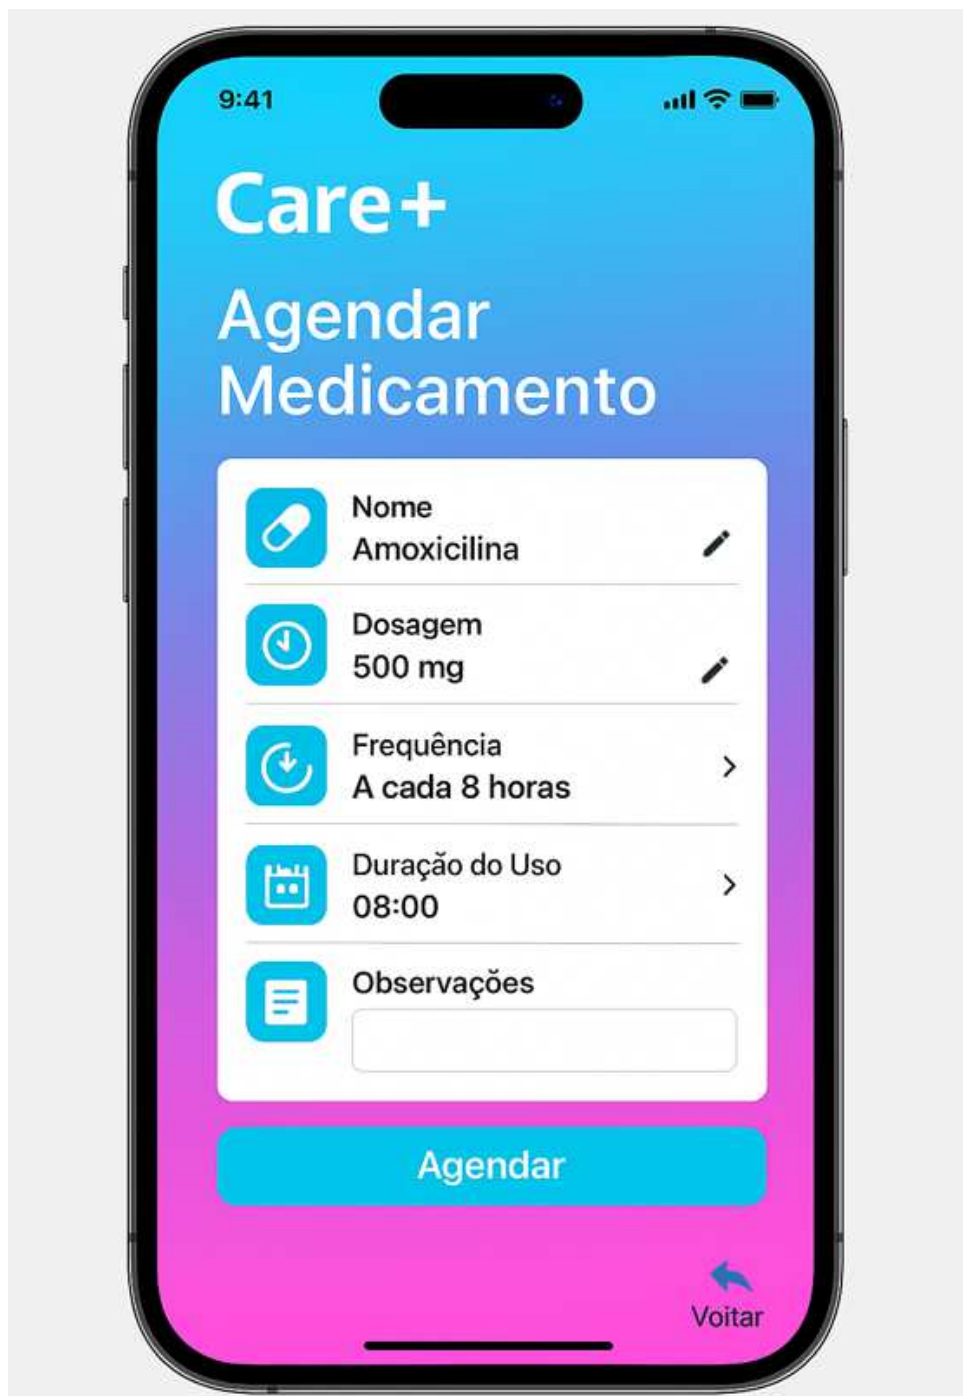 9:41
Care+
Agendar
Medicamento
Nome
Amoxicilina
Dosagem
500 mg
Frequência
A cada 8 horas
Duração do Uso
08:00
Observações
Agendar
Voitar